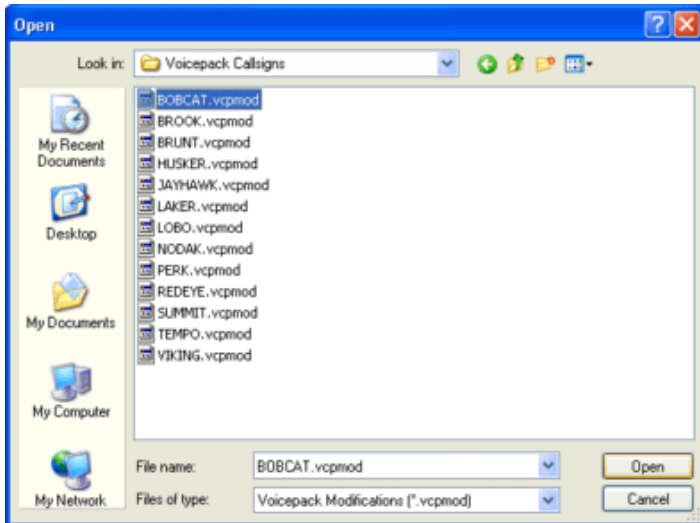 Open
Look in: Voicepack Callsigns
My Recent
Documents
Desktop
My Documents
My Computer
My Network
BOBCAT.vcpmod
BROOK.vcpmod
BRUNT.vcpmod
HUSKER.vcpmod
JAYHAWK.vcpmod
LAKER.vcpmod
LOBO.vcpmod
NODAK.vcpmod
PERK.vcpmod
REDEYE.vcpmod
SUMMIT.vcpmod
TEMPO.vcpmod
VIKING.vcpmod
File name: BOBCAT.vcpmod Open
Files of type: Voicepack Modifications (*.vcpmod) Cancel